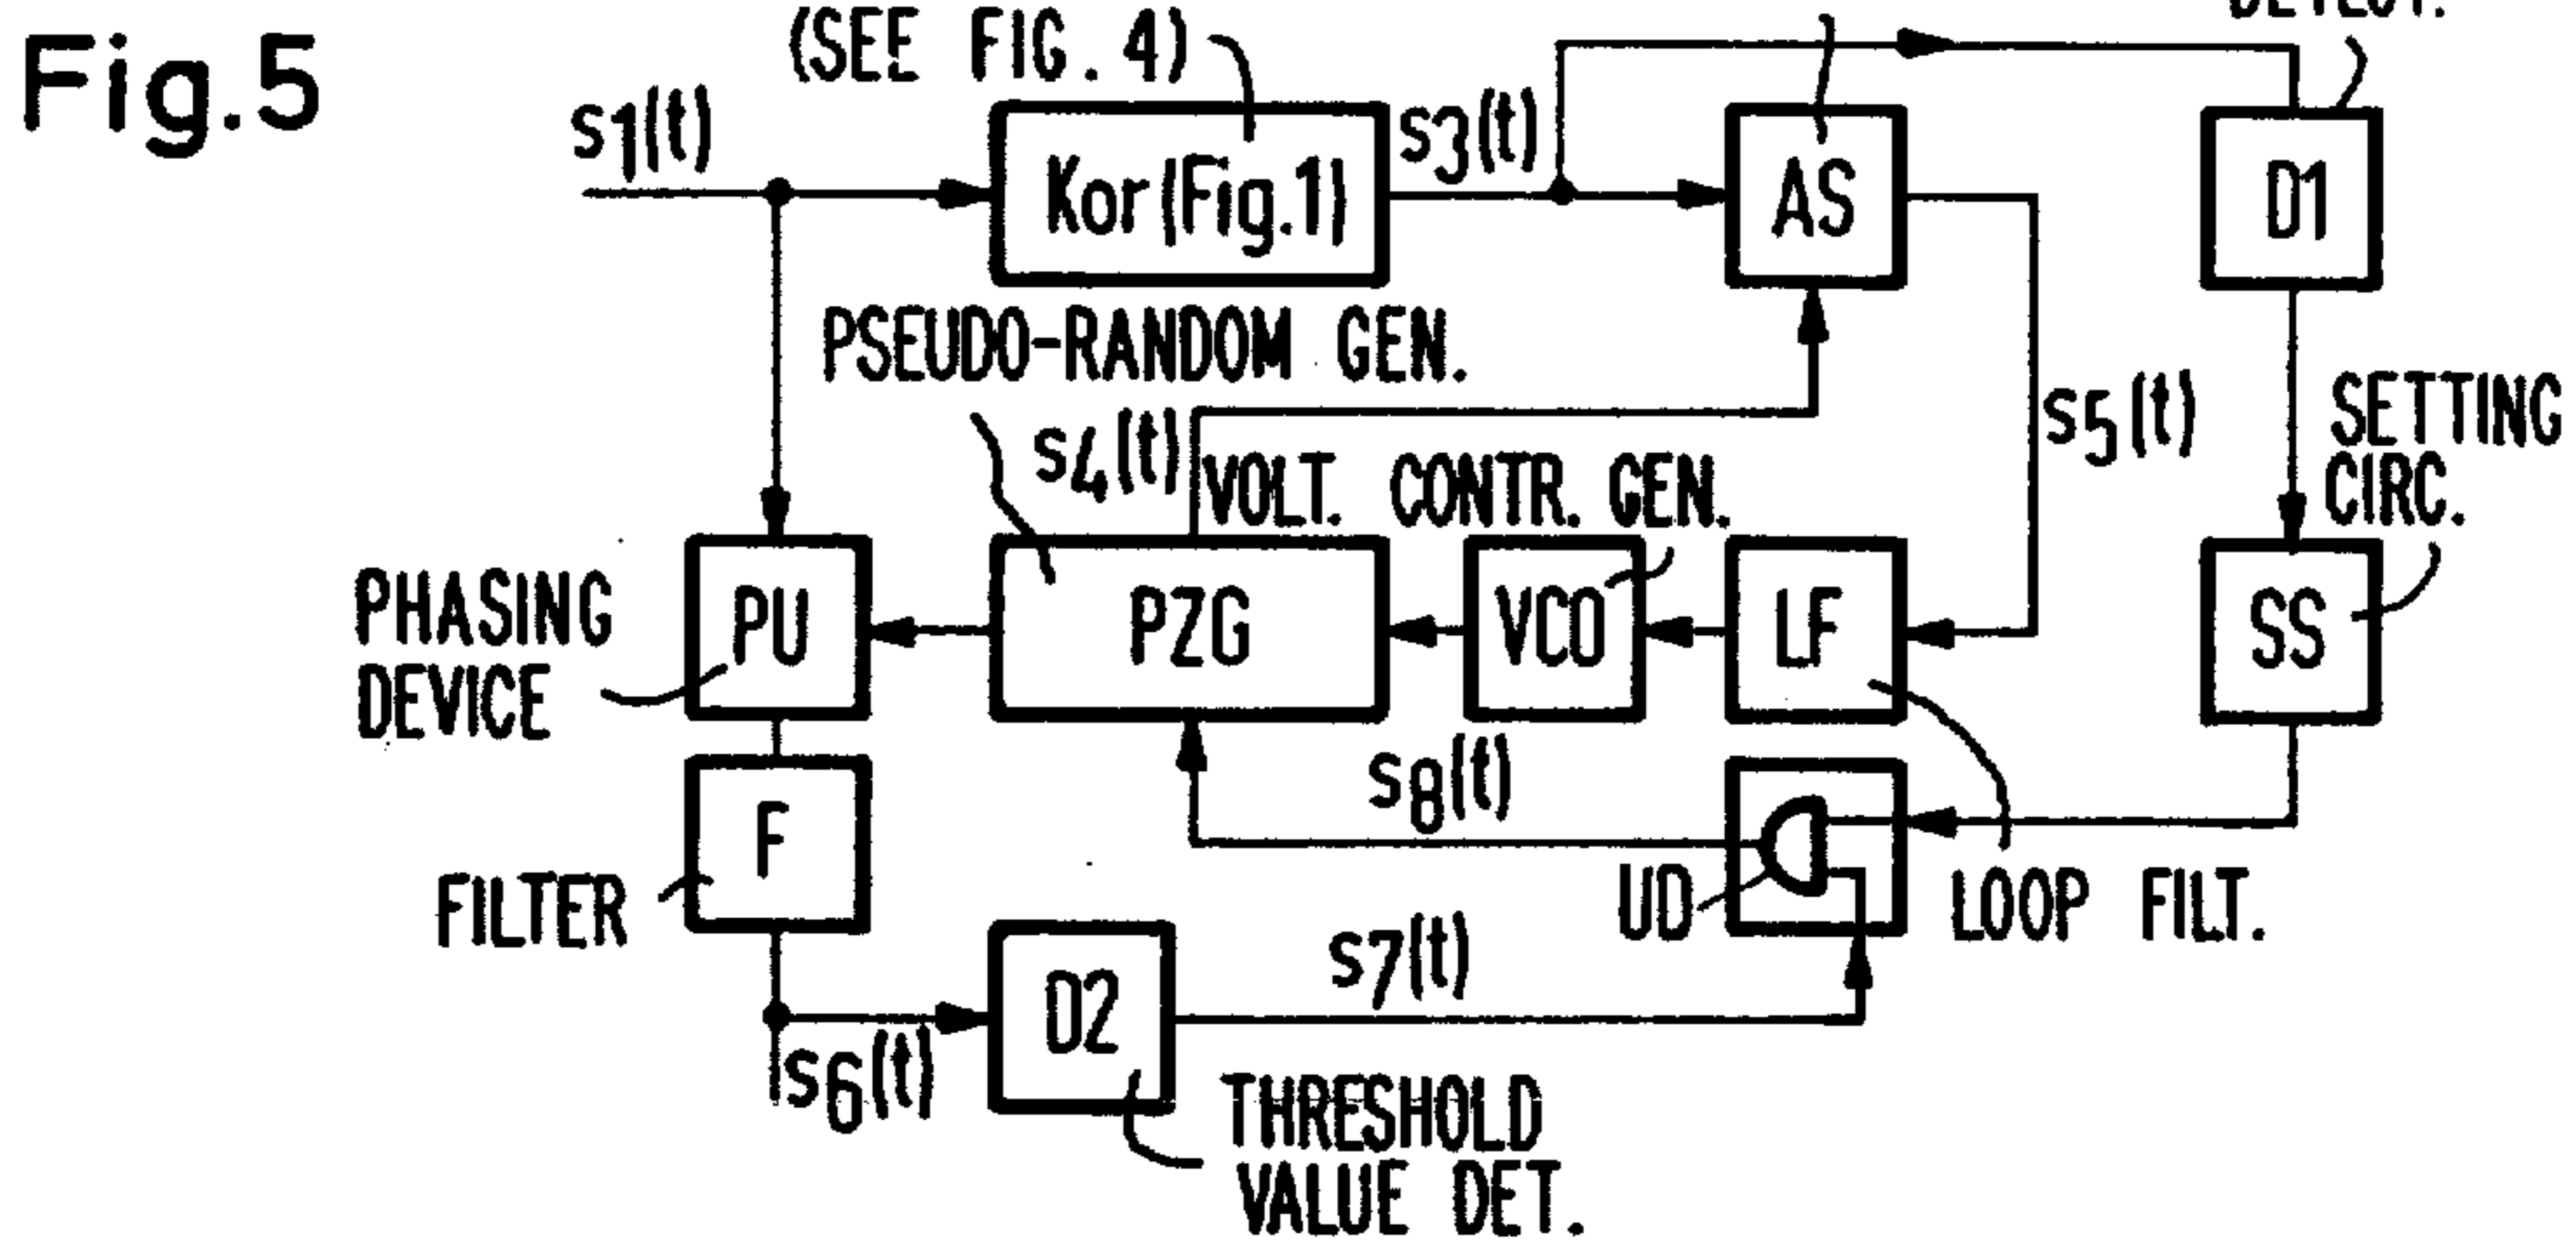 Fig.5
(SEE FIG. 4)
s1(t)
Kor(Fig.1)
s3(t)
AS
D1
PSEUDO-RANDOM GEN.
s4(t)
s5(t)
SETTING
CIRC.
VOLT. CONTR. GEN.
PHASING
DEVICE
PU
PZG
VCO
LF
SS
s8(t)
F
FILTER
UD
LOOP FILT.
s7(t)
D2
s6(t)
THRESHOLD
VALUE DET.